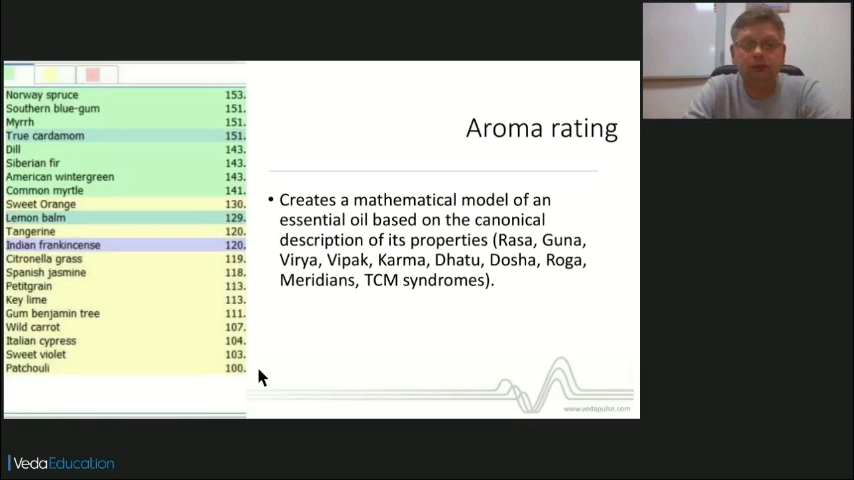 Norway spruce 153.
Southern blue-gum 151.
Myrrh 151.
True cardamom 151.
Dill 143.
Siberian fir 143.
American wintergreen 143.
Common myrtle 141.
Sweet Orange 130.
Lemon balm 129.
Tangerine 120.
Indian frankincense 120.
Citronella grass 119.
Spanish jasmine 118.
Petitgrain 113.
Key lime 113.
Gum benjamin tree 111.
Wild carrot 107.
Italian cypress 104.
Sweet violet 103.
Patchouli 100.
Aroma rating
• Creates a mathematical model of an
essential oil based on the canonical
description of its properties (Rasa, Guna,
Virya, Vipak, Karma, Dhatu, Dosha, Roga,
Meridians, TCM syndromes).
www.vedapulse.com
VedaEducation